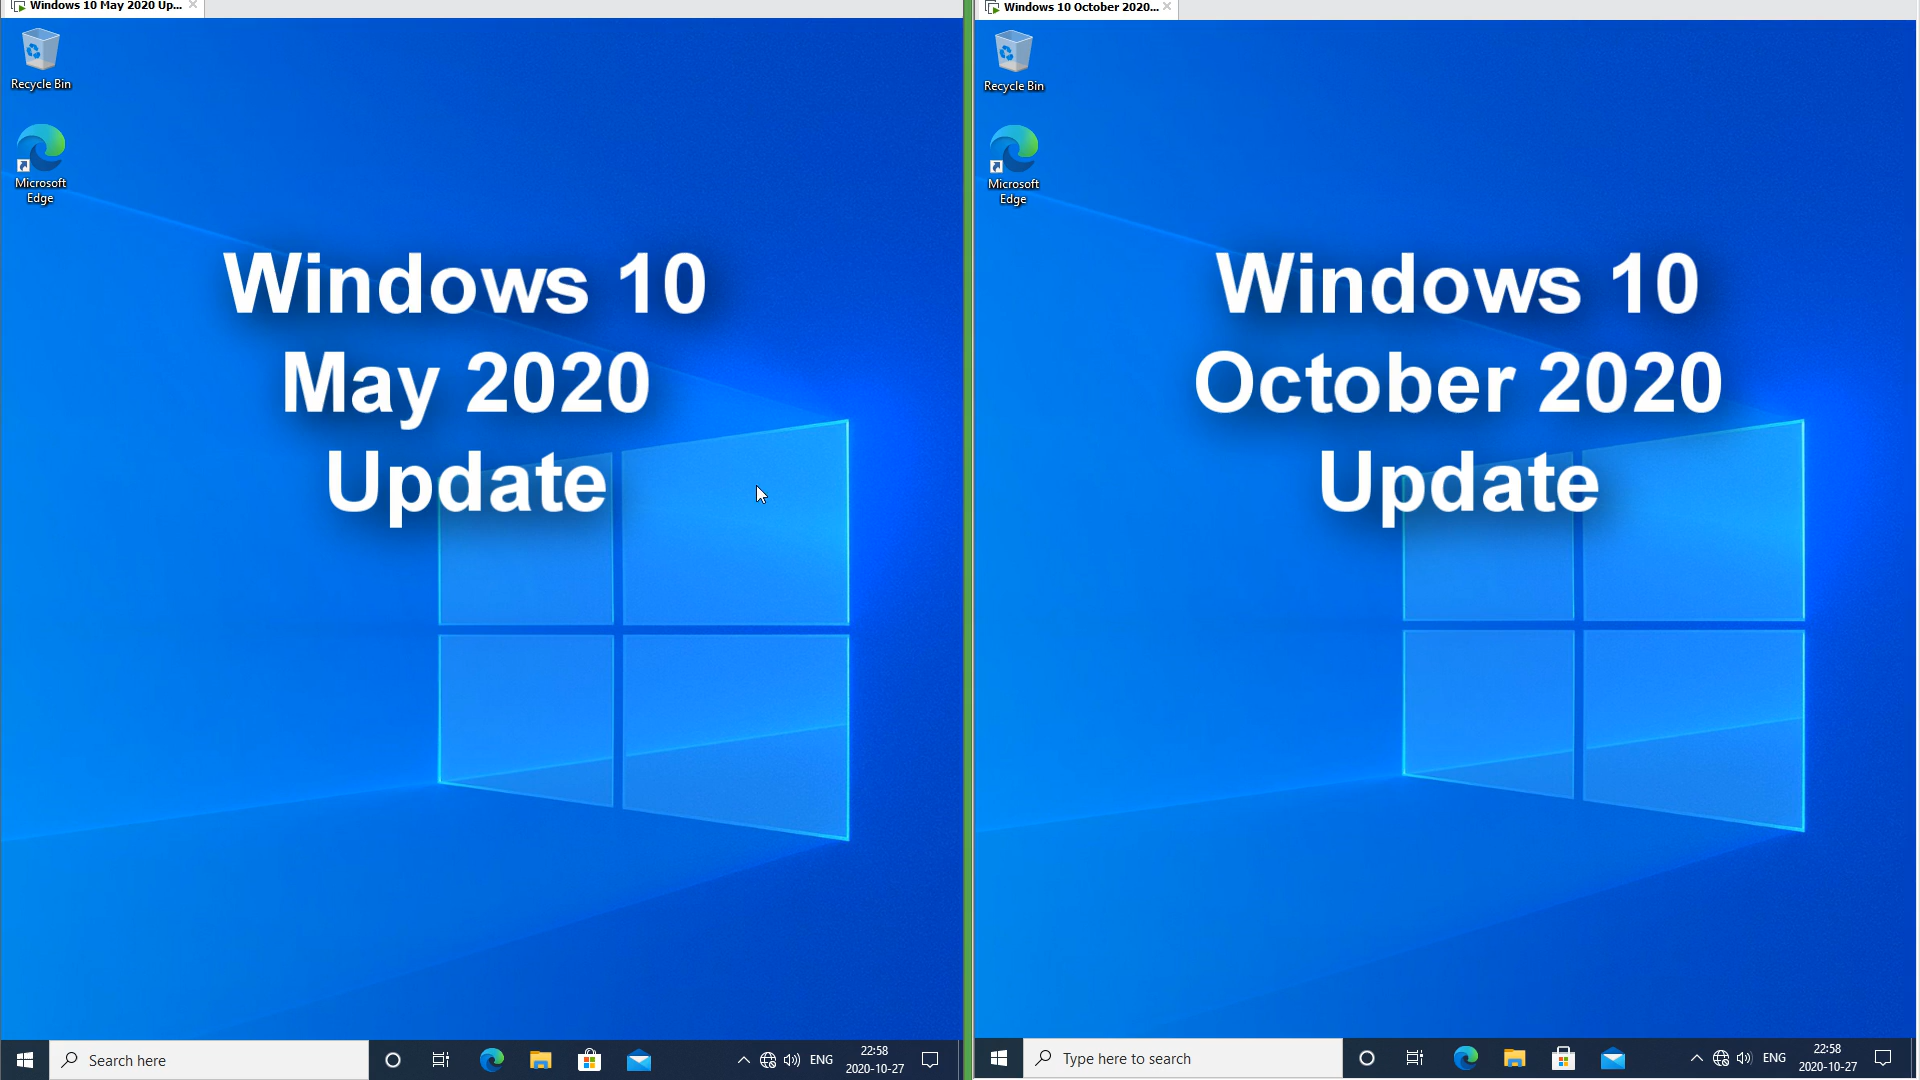 Windows 10 May 2020 Up...
Recycle Bin
Microsoft
Edge
Windows 10
May 2020
Update
Search here
ENG
22:58
2020-10-27
Windows 10 October 2020...
Recycle Bin
Microsoft
Edge
Windows 10
October 2020
Update
Type here to search
ENG
22:58
2020-10-27